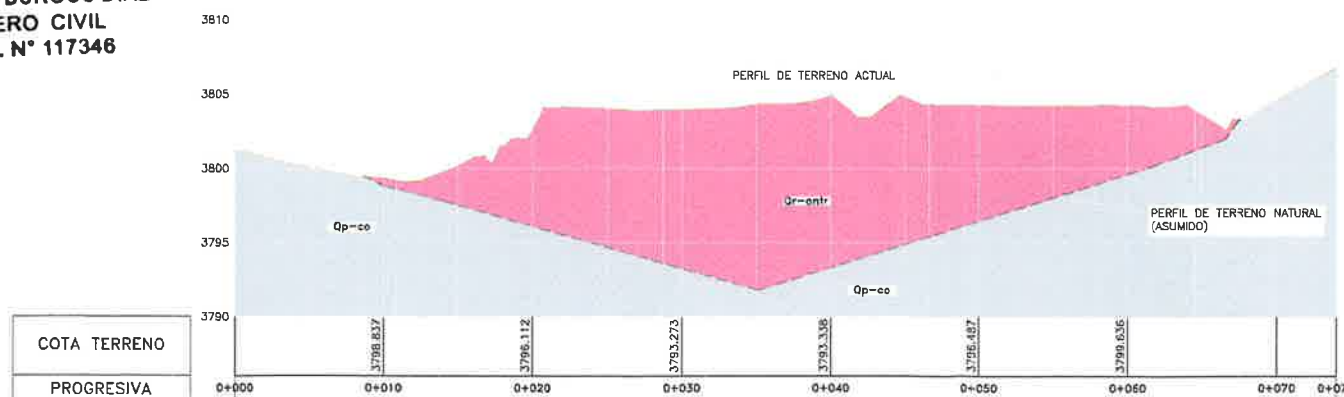 ERO CIVIL
N° 117346
3810
3805
3800
3795
3790
PERFIL DE TERRENO ACTUAL
Qr-antr
Qp-co
Qp-co
PERFIL DE TERRENO NATURAL
(ASUMIDO)
COTA TERRENO
3798.837
3796.112
3793.273
3793.338
3796.487
3799.636
PROGRESIVA
0+000
0+010
0+020
0+030
0+040
0+050
0+060
0+070
0+07